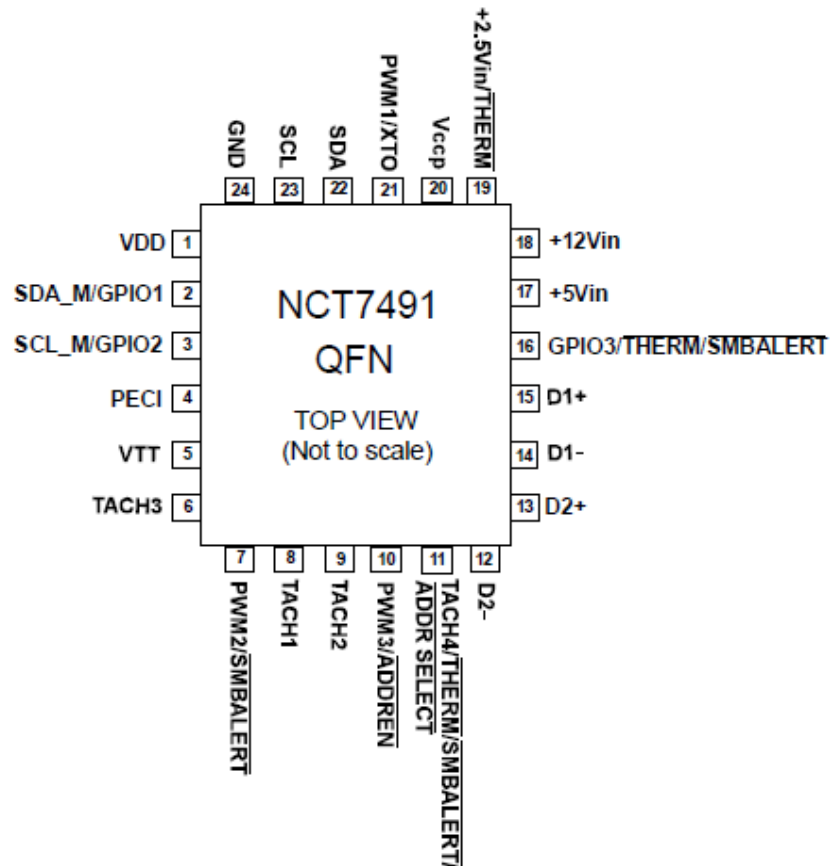 +2.5Vin/THERM
Vccp
PWM1/XTO
SDA
SCL
GND
24
23
22
21
20
19
VDD 1
SDA_M/GPIO1 2
SCL_M/GPIO2 3
PECI 4
VTT 5
TACH3 6
NCT7491
QFN
TOP VIEW
(Not to scale)
18 +12Vin
17 +5Vin
16 GPIO3/THERM/SMBALERT
15 D1+
14 D1-
13 D2+
7
8
9
10
11
12
PWM2/SMBALERT
TACH1
TACH2
PWM3/ADDREN
TACH4/THERM/SMBALERT/
ADDR SELECT
D2-